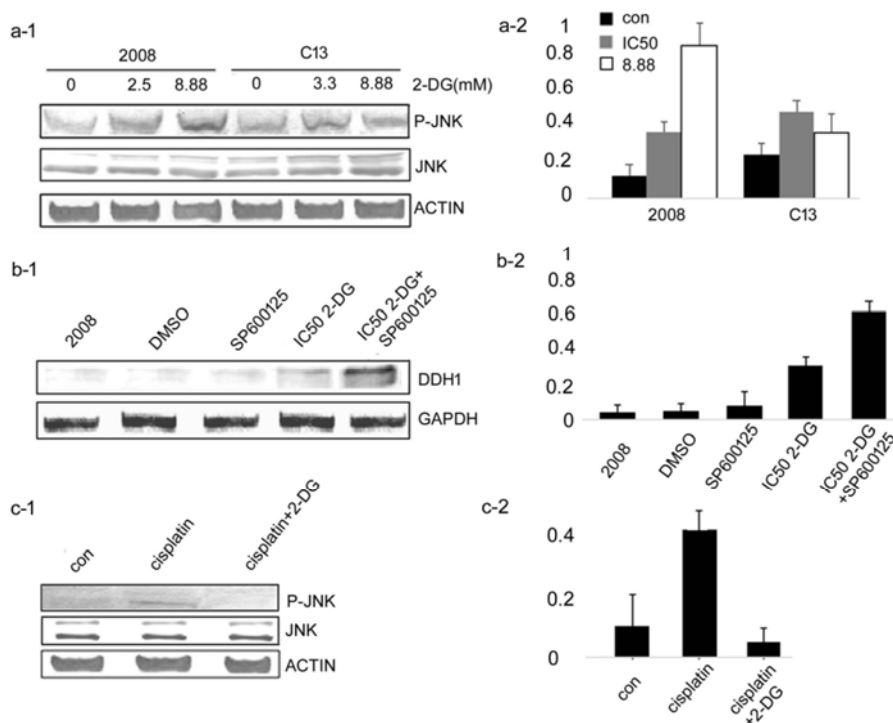 a-1
2008 C13
0 2.5 8.88 0 3.3 8.88 2-DG(mM)
P-JNK
JNK
ACTIN
a-2
1
0.8
0.6
0.4
0.2
0
con
IC50
8.88
2008 C13
b-1
2008 DMSO SP600125 IC50 2-DG IC50 2-DG+
SP600125
DDH1
GAPDH
b-2
1
0.8
0.6
0.4
0.2
0
2008 DMSO SP600125 IC50 2-DG IC50 2-DG
+SP600125
c-1
con cisplatin cisplatin+2-DG
P-JNK
JNK
ACTIN
c-2
0.4
0.2
0
con cisplatin cisplatin
+2-DG